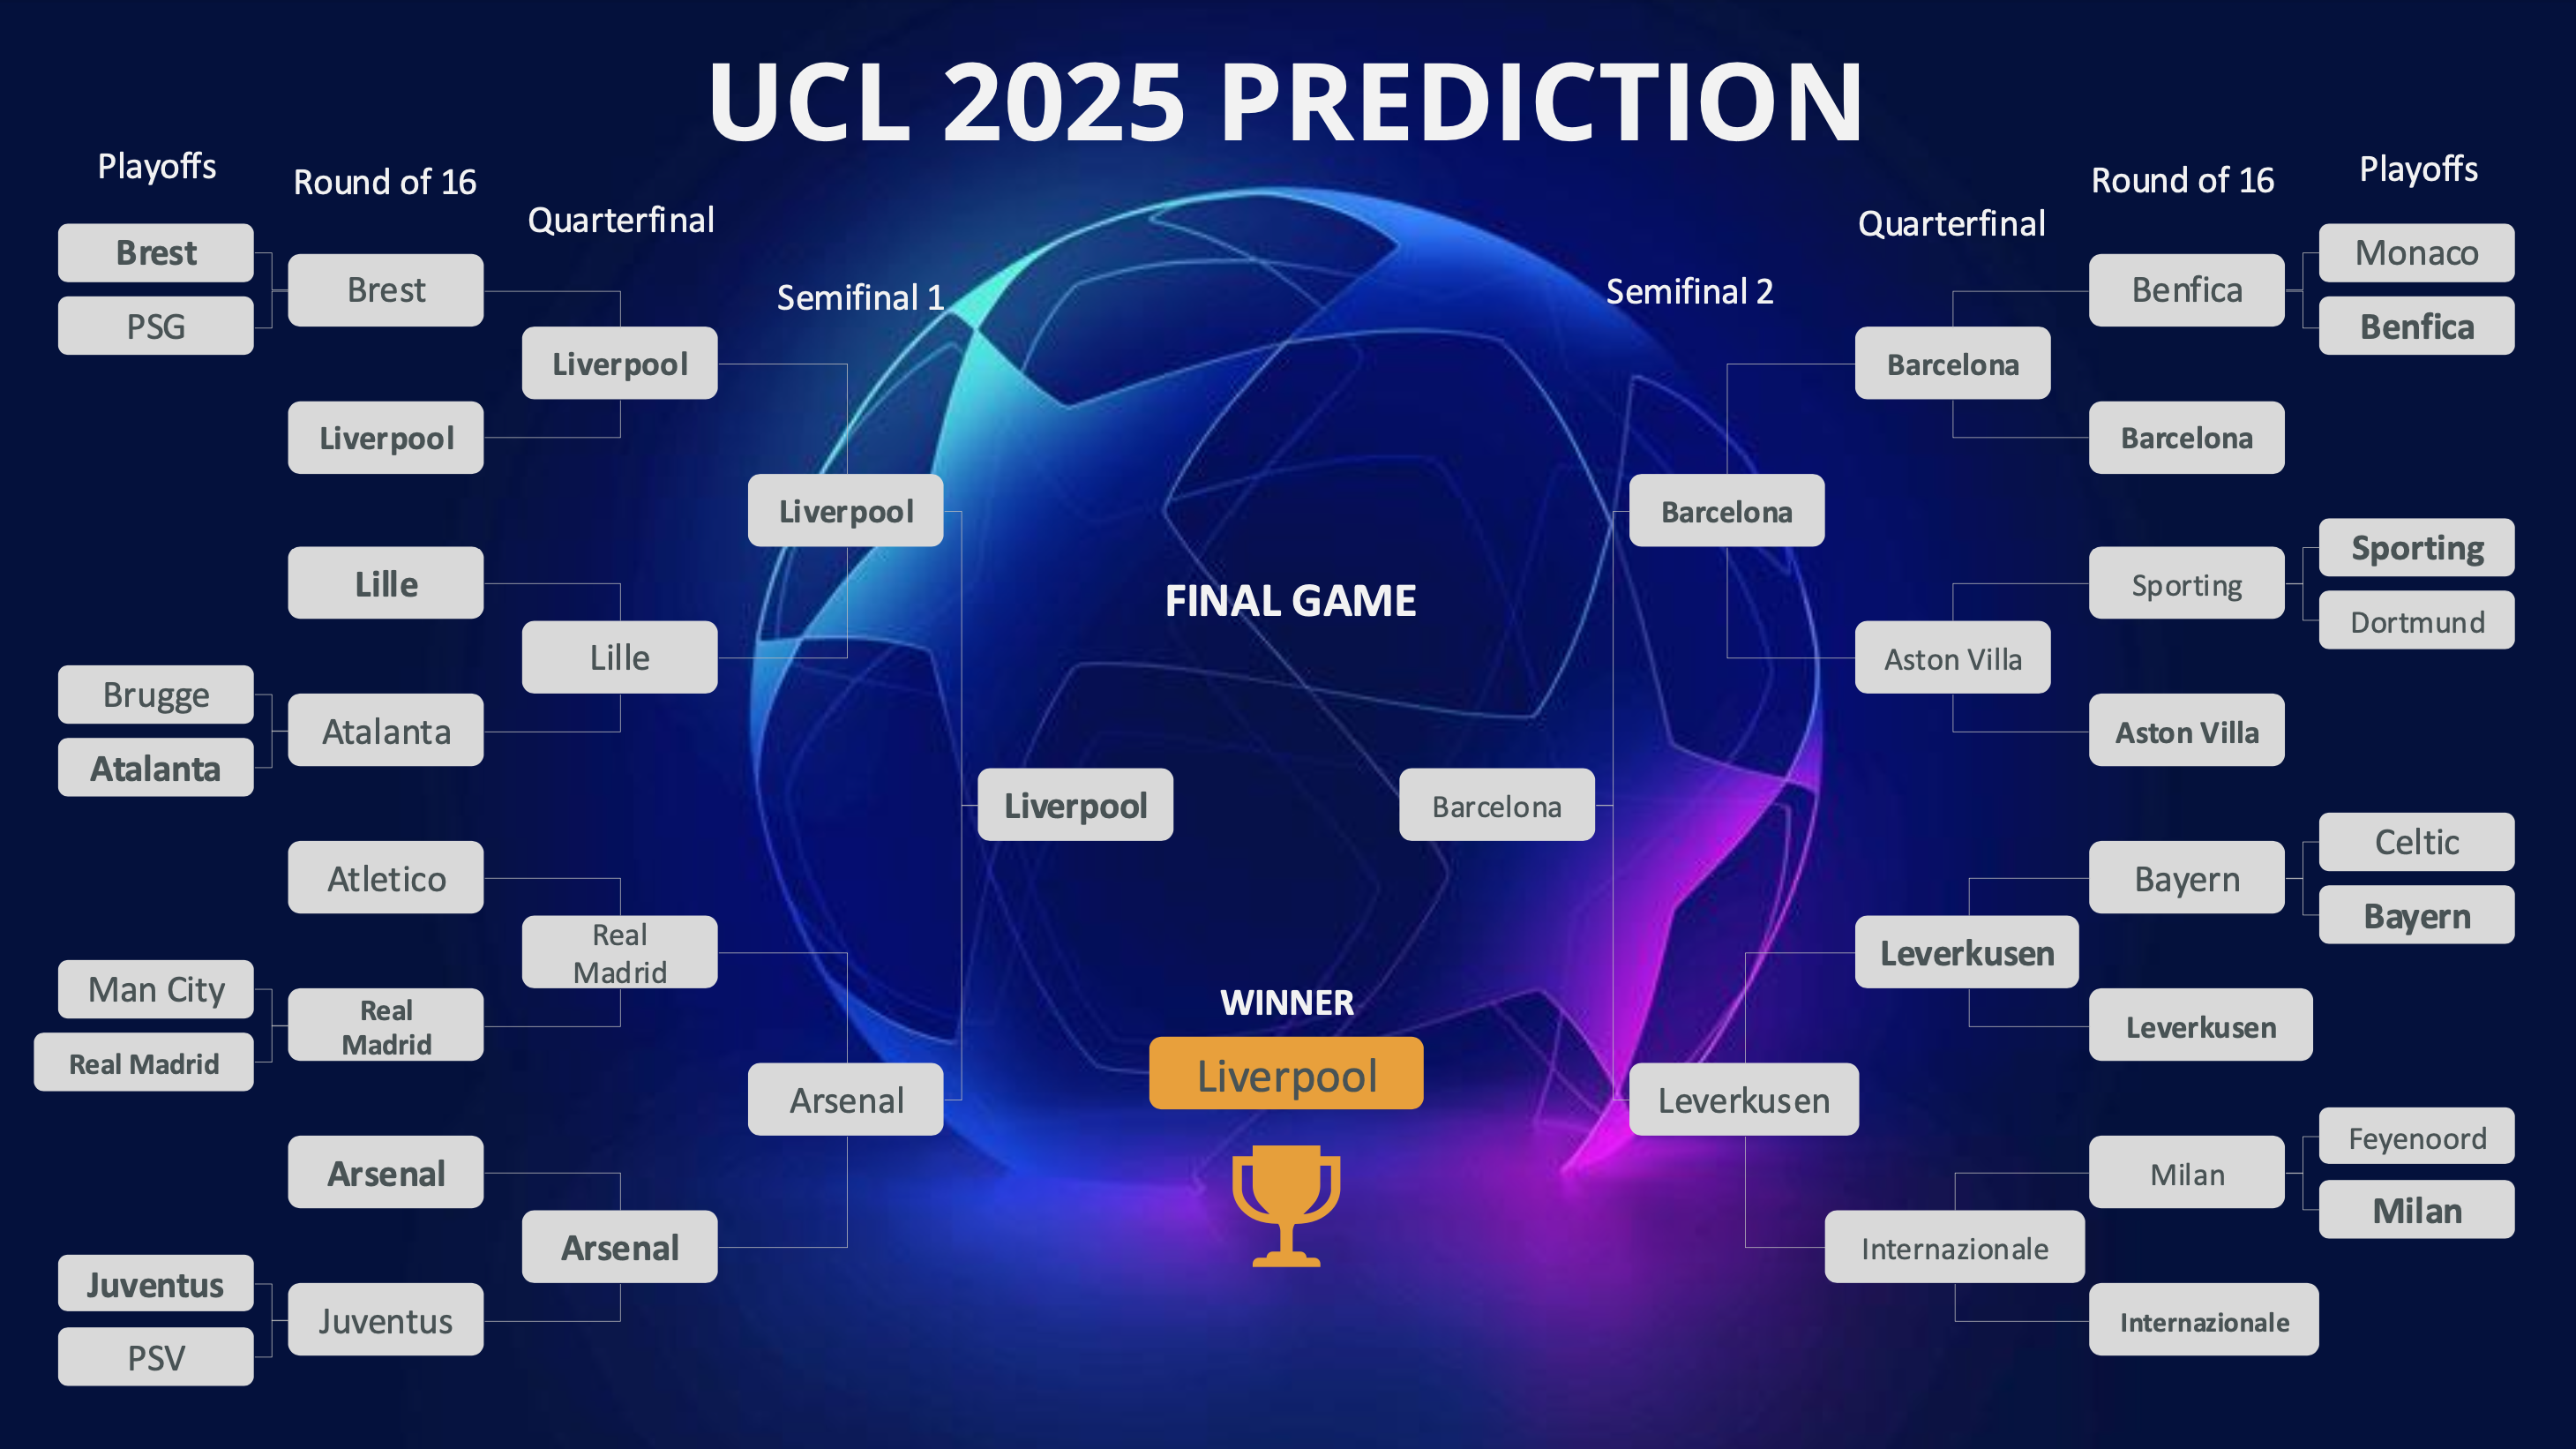 UCL 2025 PREDICTION
Playoffs
Round of 16
Quarterfinal
Semifinal 1
Semifinal 2
Quarterfinal
Round of 16
Playoffs
Brest
PSG
Brugge
Atalanta
Man City
Real Madrid
Juventus
PSV
Brest
Liverpool
Lille
Atalanta
Atletico
Real
Madrid
Arsenal
Juventus
Liverpool
Lille
Real
Madrid
Arsenal
Liverpool
Arsenal
FINAL GAME
Liverpool
Barcelona
WINNER
Liverpool
Barcelona
Leverkusen
Barcelona
Aston Villa
Leverkusen
Internazionale
Benfica
Barcelona
Sporting
Aston Villa
Bayern
Leverkusen
Milan
Internazionale
Monaco
Benfica
Sporting
Dortmund
Celtic
Bayern
Feyenoord
Milan